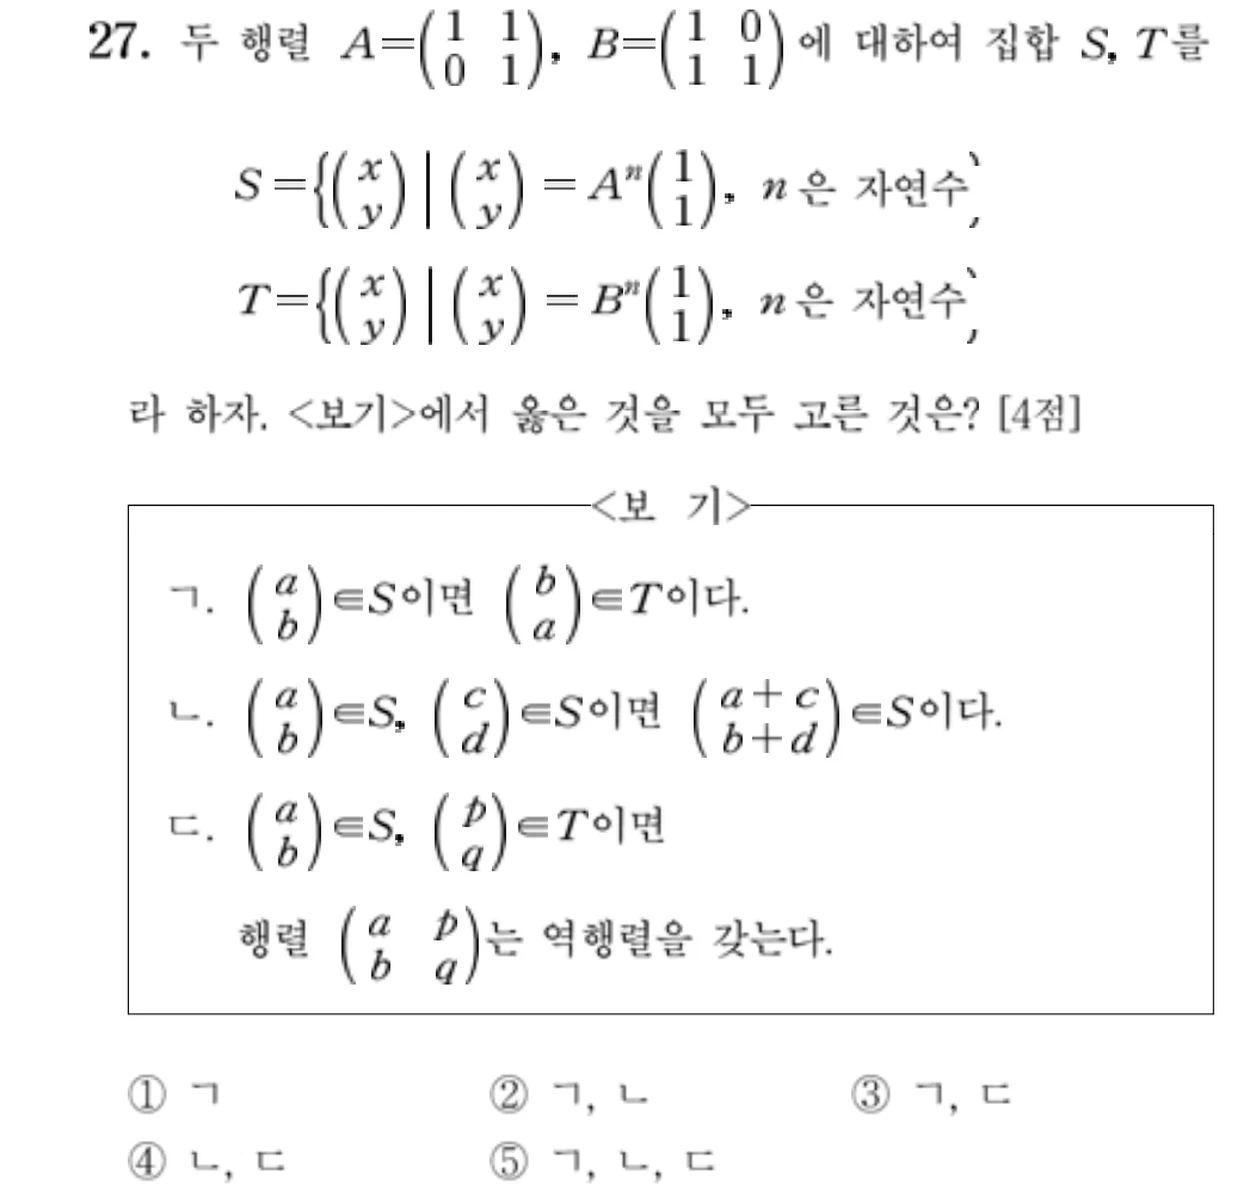 27. 두 행렬 A=(1 1 0 1), B=(1 0 1 1)에 대하여 집합 S, T를
S={(x y)|(x y)=Aⁿ(1 1), n은 자연수}
T={(x y)|(x y)=Bⁿ(1 1), n은 자연수}
라 하자. <보기>에서 옳은 것을 모두 고른 것은? [4점]
<보 기>
ㄱ. (a b)∈S이면 (b a)∈T이다.
ㄴ. (a b)∈S, (c d)∈S이면 (a+c b+d)∈S이다.
ㄷ. (a b)∈S, (p q)∈T이면
행렬 (a p b q)는 역행렬을 갖는다.
① ㄱ ② ㄱ, ㄴ ③ ㄱ, ㄷ
④ ㄴ, ㄷ ⑤ ㄱ, ㄴ, ㄷ